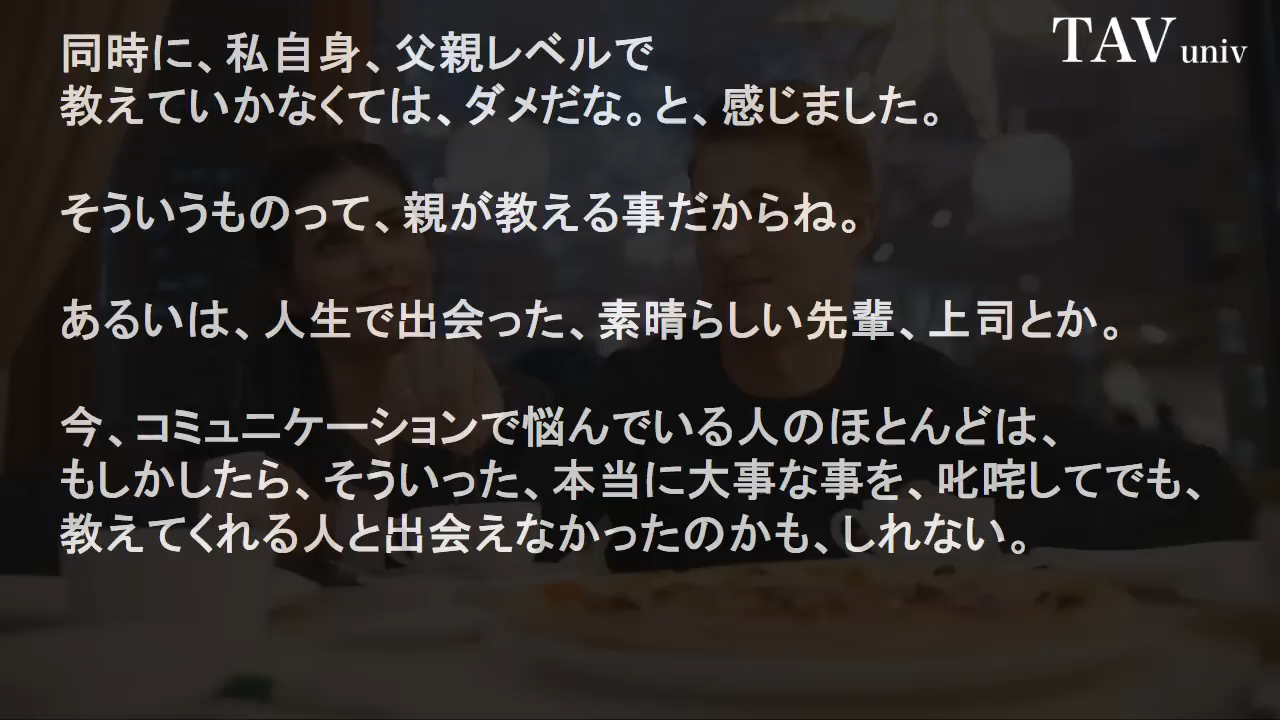 同時に、私自身、父親レベルで
TAV univ
教えていかなくては、ダメだな。と、感じました。
そういうものって、親が教える事だからね。
あるいは、人生で出会った、素晴らしい先輩、上司とか。
今、コミュニケーションで悩んでいる人のほとんどは、
もしかしたら、そういった、本当に大事な事を、叱咤してでも、
教えてくれる人と出会えなかったのかも、しれない。